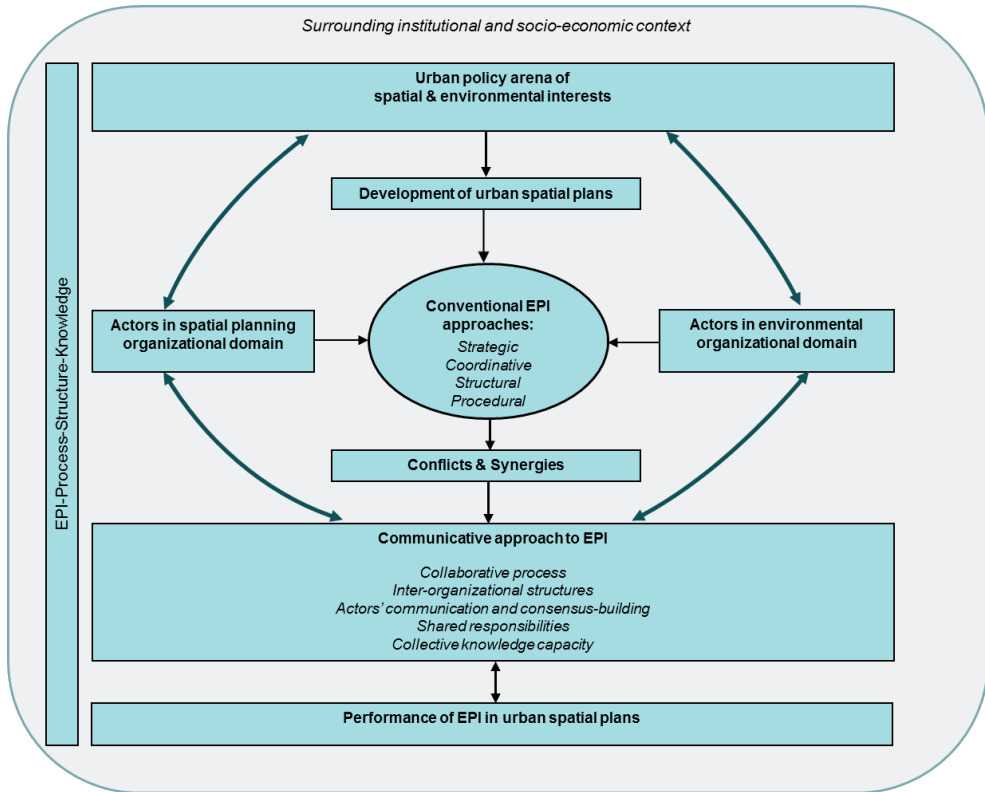 Surrounding institutional and socio-economic context
EPI-Process-Structure-Knowledge
Urban policy arena of
spatial & environmental interests
Development of urban spatial plans
Actors in spatial planning
organizational domain
Conventional EPI
approaches:
Strategic
Coordinative
Structural
Procedural
Actors in environmental
organizational domain
Conflicts & Synergies
Communicative approach to EPI
Collaborative process
Inter-organizational structures
Actors' communication and consensus-building
Shared responsibilities
Collective knowledge capacity
Performance of EPI in urban spatial plans